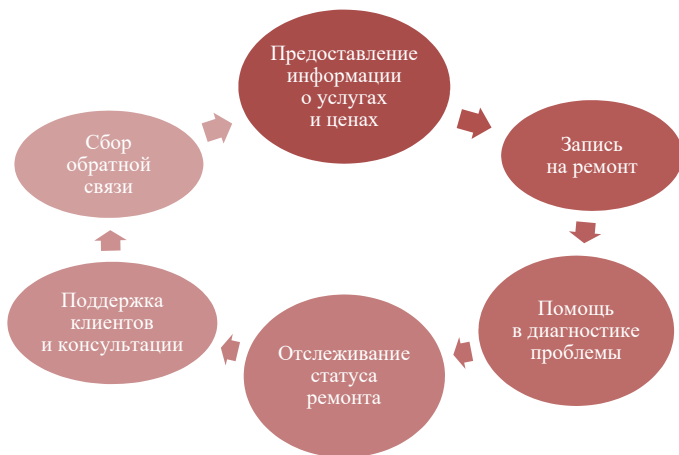 Предоставление
информации
о услугах
и ценах
Запись
на ремонт
Помощь
в диагностике
проблемы
Отслеживание
статуса
ремонта
Поддержка
клиентов
и консультации
Сбор
обратной
связи